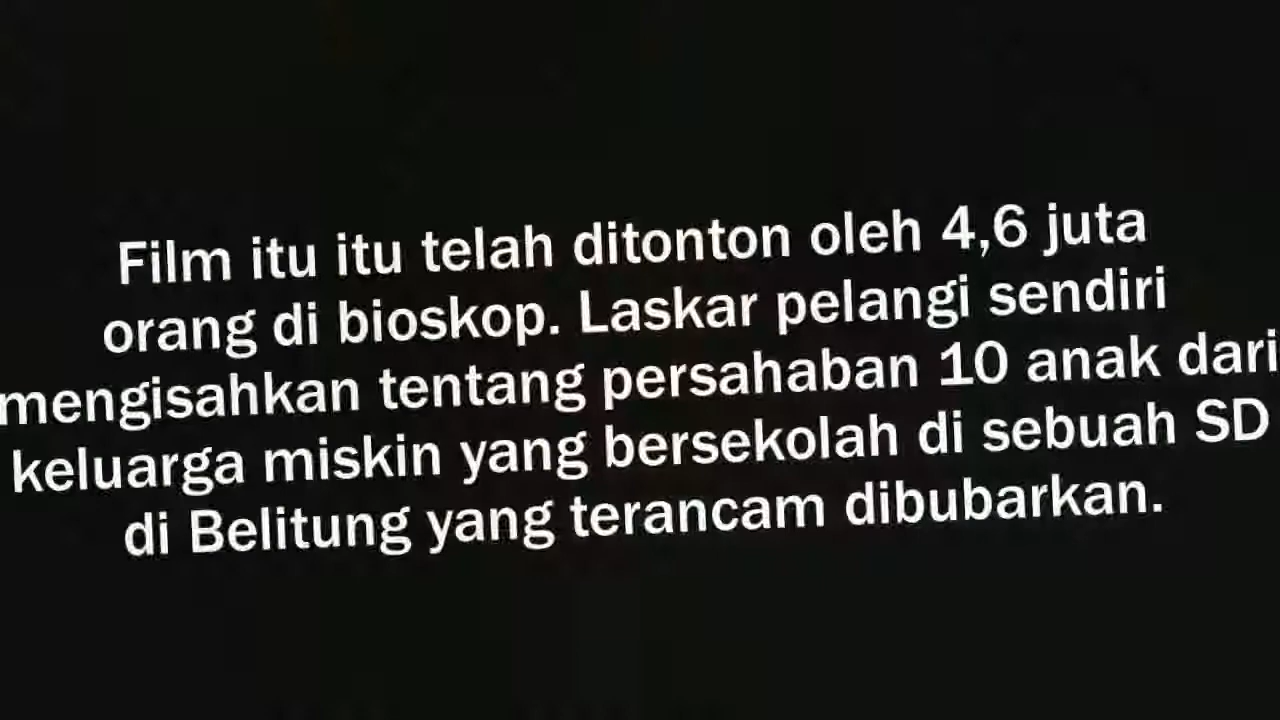 Film itu itu telah ditonton oleh 4,6 juta
orang di bioskop. Laskar pelangi sendiri
mengisahkan tentang persahaban 10 anak dari
keluarga miskin yang bersekolah di sebuah SD
di Belitung yang terancam dibubarkan.